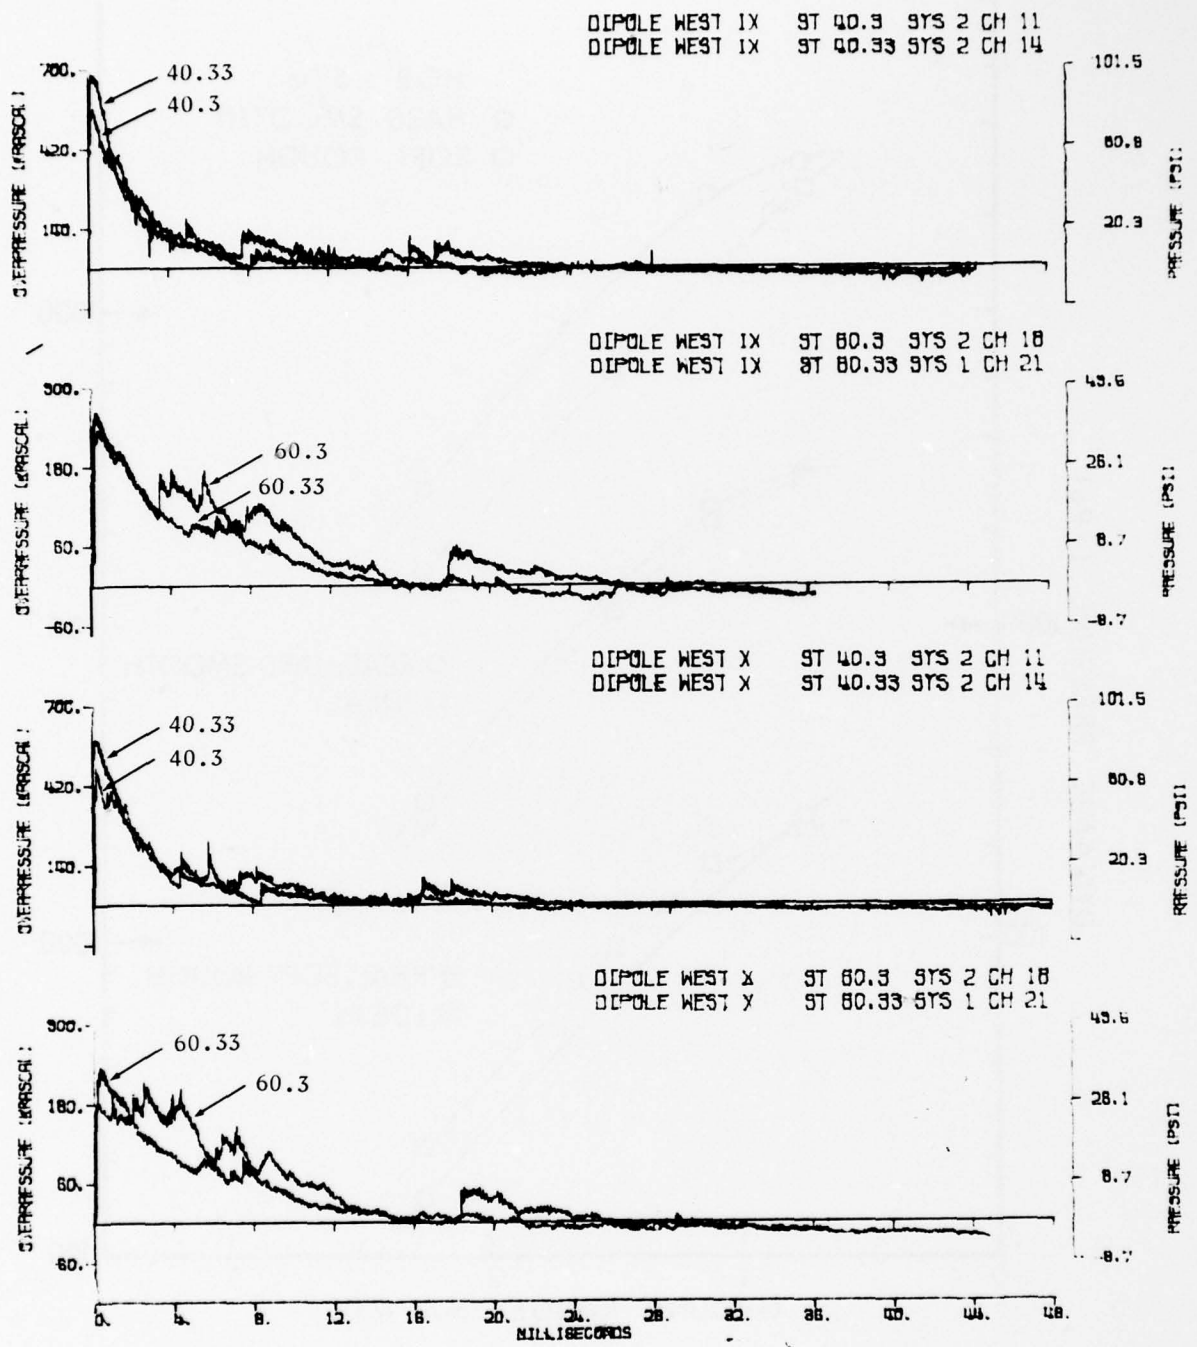 DIPOLE WEST IX ST 40.3 SYS 2 CH 11
DIPOLE WEST IX ST 40.33 SYS 2 CH 14
700.
420.
140.
OVERPRESSURE (KPASCAL)
40.33
40.3
101.5
60.8
20.3
PRESSURE (PSI)
DIPOLE WEST IX ST 60.3 SYS 2 CH 18
DIPOLE WEST IX ST 60.33 SYS 1 CH 21
300.
180.
60.
-60.
OVERPRESSURE (KPASCAL)
60.3
60.33
43.6
26.1
8.7
-8.7
PRESSURE (PSI)
DIPOLE WEST X ST 40.3 SYS 2 CH 11
DIPOLE WEST X ST 40.33 SYS 2 CH 14
700.
420.
140.
OVERPRESSURE (KPASCAL)
40.33
40.3
101.5
60.8
20.3
PRESSURE (PSI)
DIPOLE WEST X ST 60.3 SYS 2 CH 18
DIPOLE WEST X ST 60.33 SYS 1 CH 21
300.
180.
60.
-60.
OVERPRESSURE (KPASCAL)
60.33
60.3
43.6
26.1
8.7
-8.7
PRESSURE (PSI)
0. 4. 8. 12. 16. 20. 24. 28. 32. 36. 40. 44. 48.
MILLISECONDS